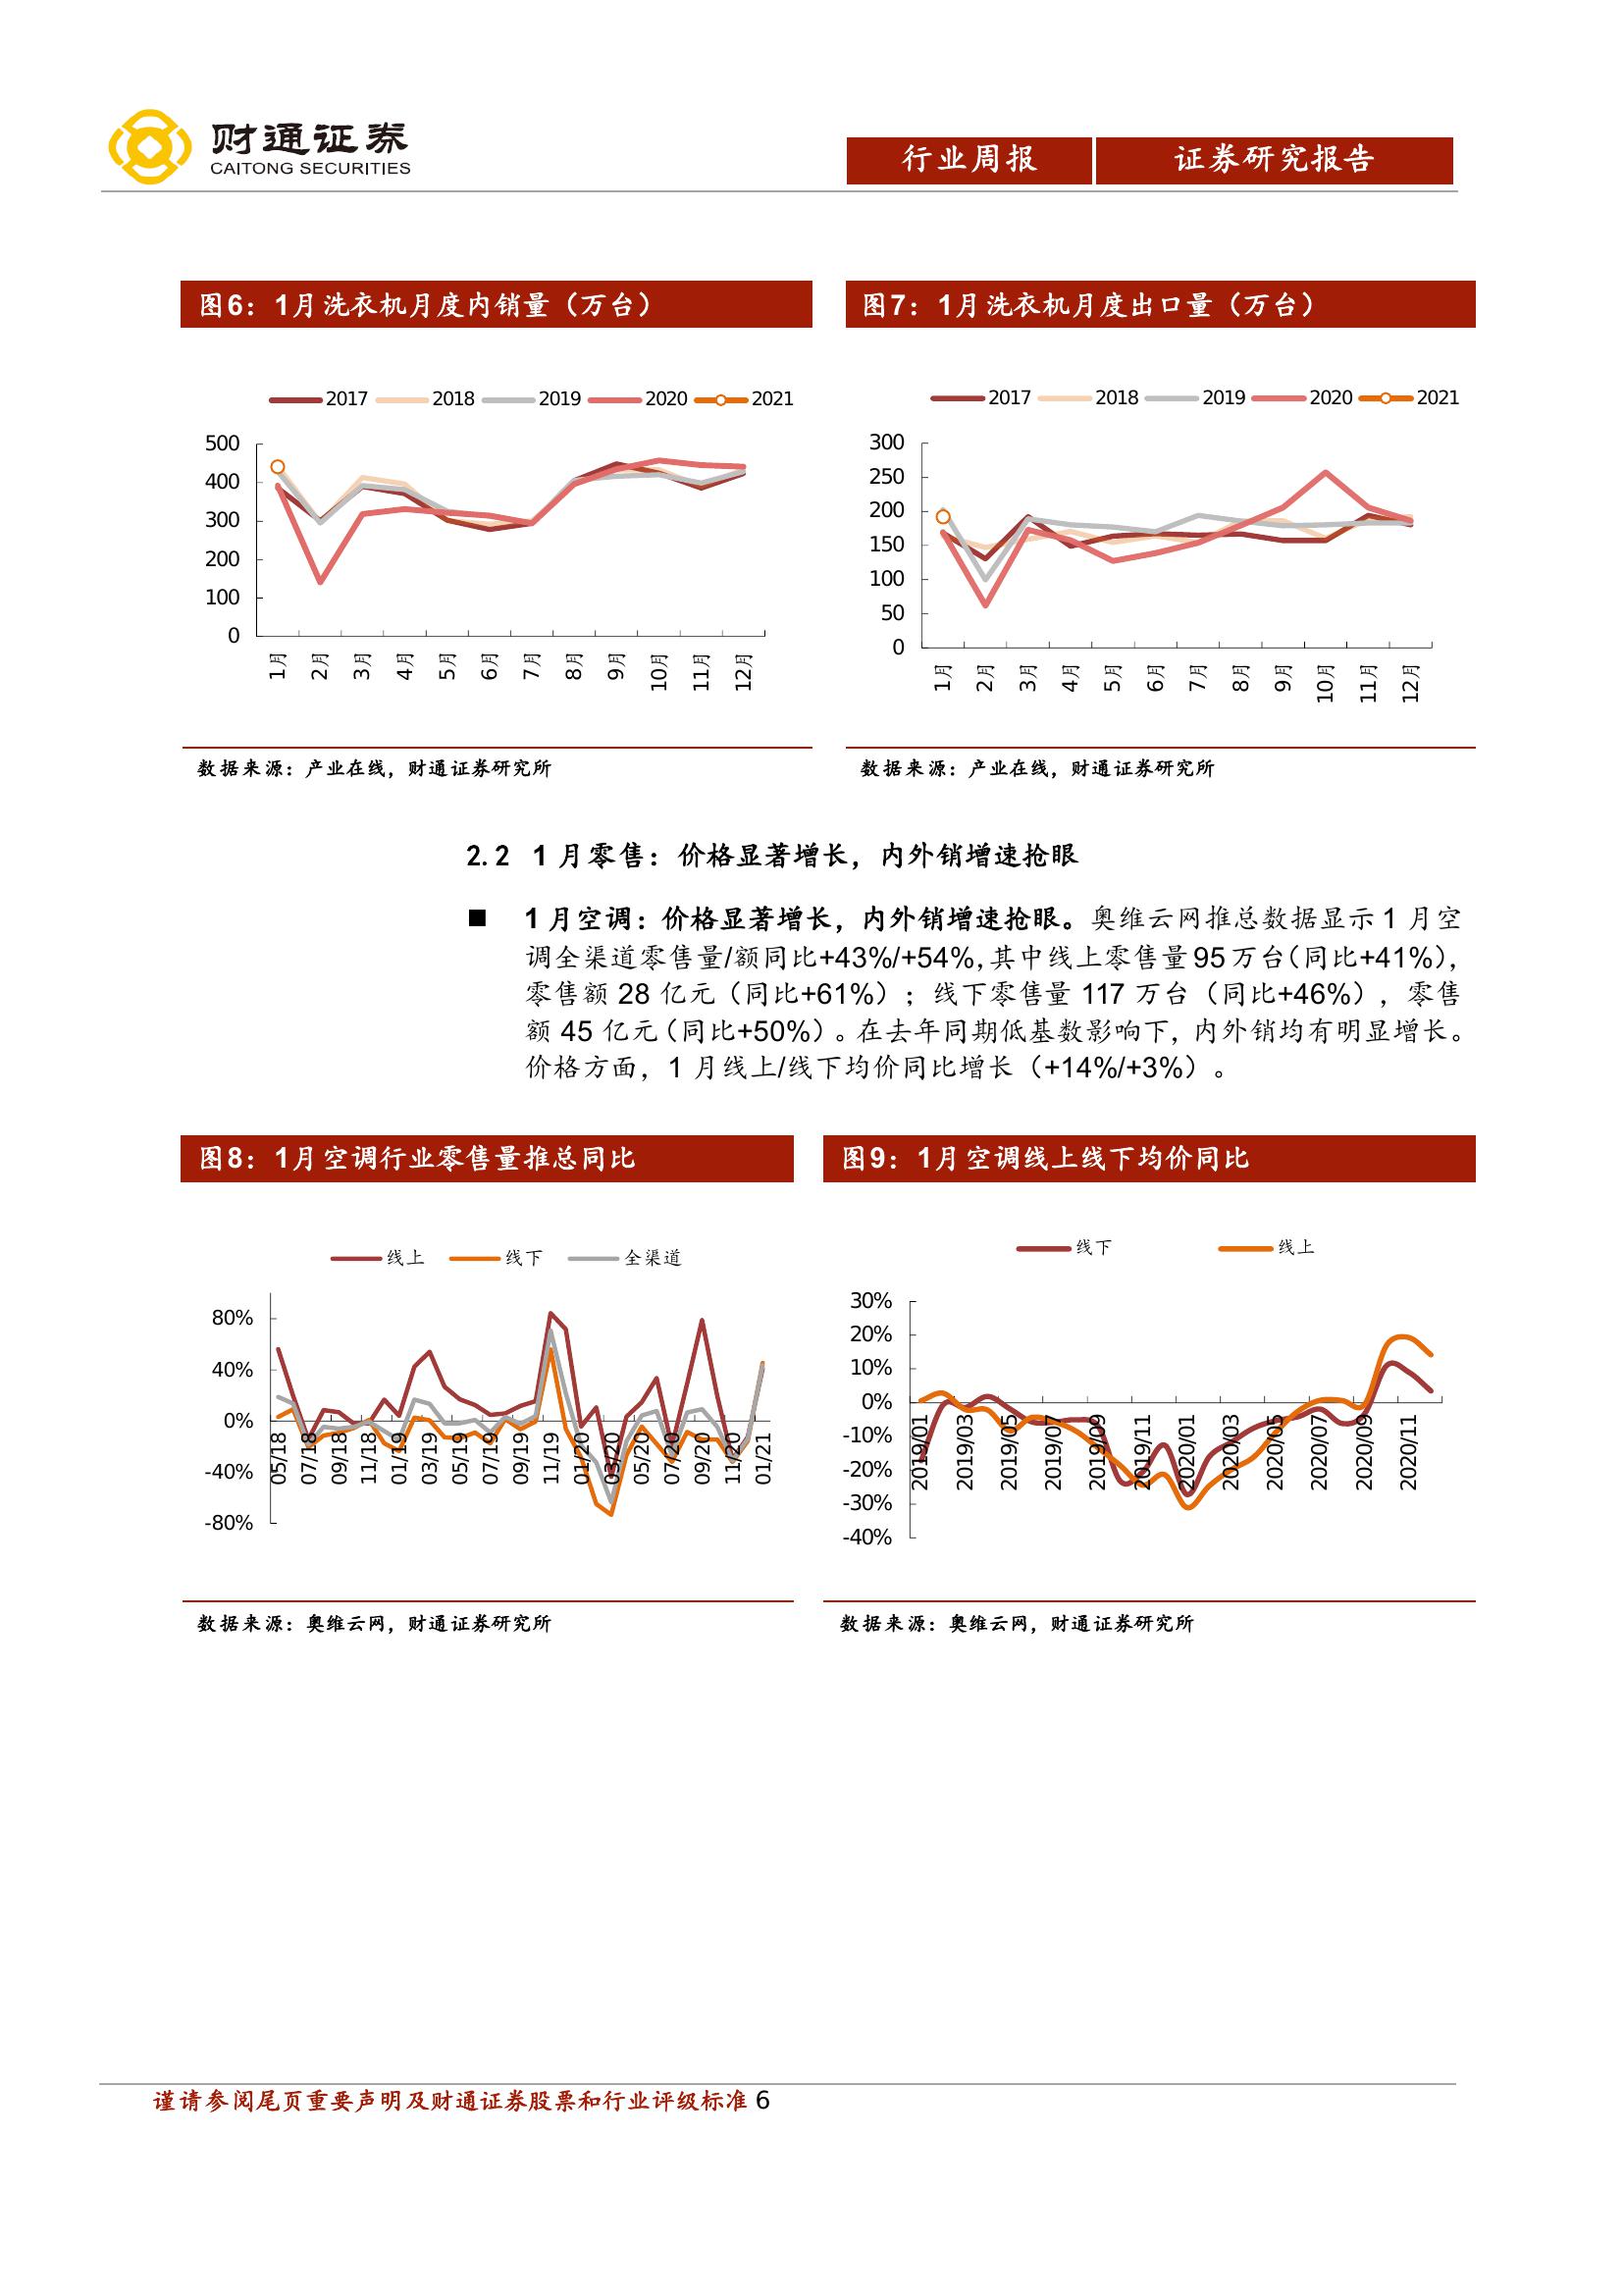 财通证券
CAITONG SECURITIES
行业周报 证券研究报告
图6：1月洗衣机月度内销量（万台）
2017 2018 2019 2020 2021
500
400
300
200
100
0
1月 2月 3月 4月 5月 6月 7月 8月 9月 10月 11月 12月
数据来源：产业在线，财通证券研究所
图7：1月洗衣机月度出口量（万台）
2017 2018 2019 2020 2021
300
250
200
150
100
50
0
1月 2月 3月 4月 5月 6月 7月 8月 9月 10月 11月 12月
数据来源：产业在线，财通证券研究所
2.2 1 月零售：价格显著增长，内外销增速抢眼
■ 1 月空调：价格显著增长，内外销增速抢眼。奥维云网推总数据显示 1 月空
调全渠道零售量/额同比+43%/+54%，其中线上零售量 95 万台（同比+41%），
零售额 28 亿元（同比+61%）；线下零售量 117 万台（同比+46%），零售
额 45 亿元（同比+50%）。在去年同期低基数影响下，内外销均有明显增长。
价格方面，1 月线上/线下均价同比增长（+14%/+3%）。
图8：1月空调行业零售量推总同比
线上 线下 全渠道
80%
40%
0%
-40%
-80%
05/18 07/18 09/18 11/18 01/19 03/19 05/19 07/19 09/19 11/19 01/20 03/20 05/20 07/20 09/20 11/20 01/21
数据来源：奥维云网，财通证券研究所
图9：1月空调线上线下均价同比
线下 线上
30%
20%
10%
0%
-10%
-20%
-30%
-40%
2019/01 2019/03 2019/05 2019/07 2019/09 2019/11 2020/01 2020/03 2020/05 2020/07 2020/09 2020/11
数据来源：奥维云网，财通证券研究所
谨请参阅尾页重要声明及财通证券股票和行业评级标准 6